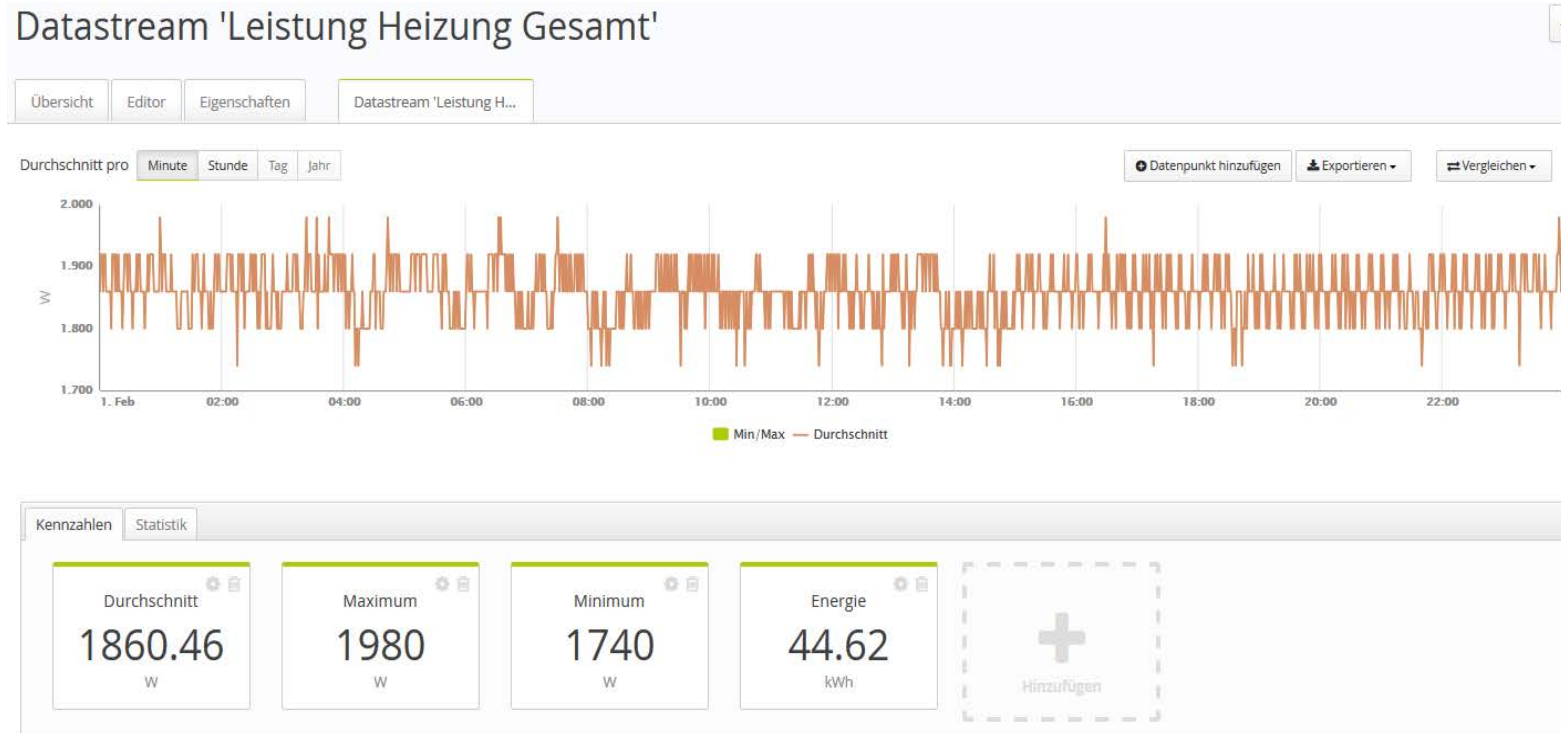 Datastream 'Leistung Heizung Gesamt'
Übersicht Editor Eigenschaften Datastream 'Leistung H...
Durchschnitt pro Minute Stunde Tag Jahr Datenpunkt hinzufügen Exportieren Vergleichen
2.000
1.900
W
1.800
1.700
1. Feb 02:00 04:00 06:00 08:00 10:00 12:00 14:00 16:00 18:00 20:00 22:00
Min/Max Durchschnitt
Kennzahlen Statistik
Durchschnitt Maximum Minimum Energie
1860.46 1980 1740 44.62
W W W kWh
Hinzufügen